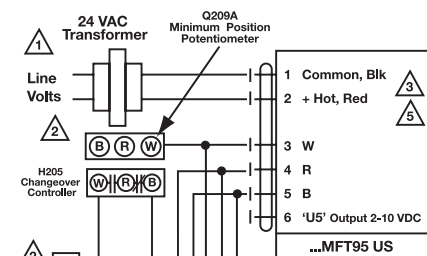 24 VAC
Transformer
Q209A
Minimum Position
Potentiometer
1
Line
Volts
2
B R W
H205
Changeover
Controller
W R B
1 Common, Blk
2 + Hot, Red
3
5
3 W
4 R
5 B
6 'U5' Output 2-10 VDC
...MFT95 US